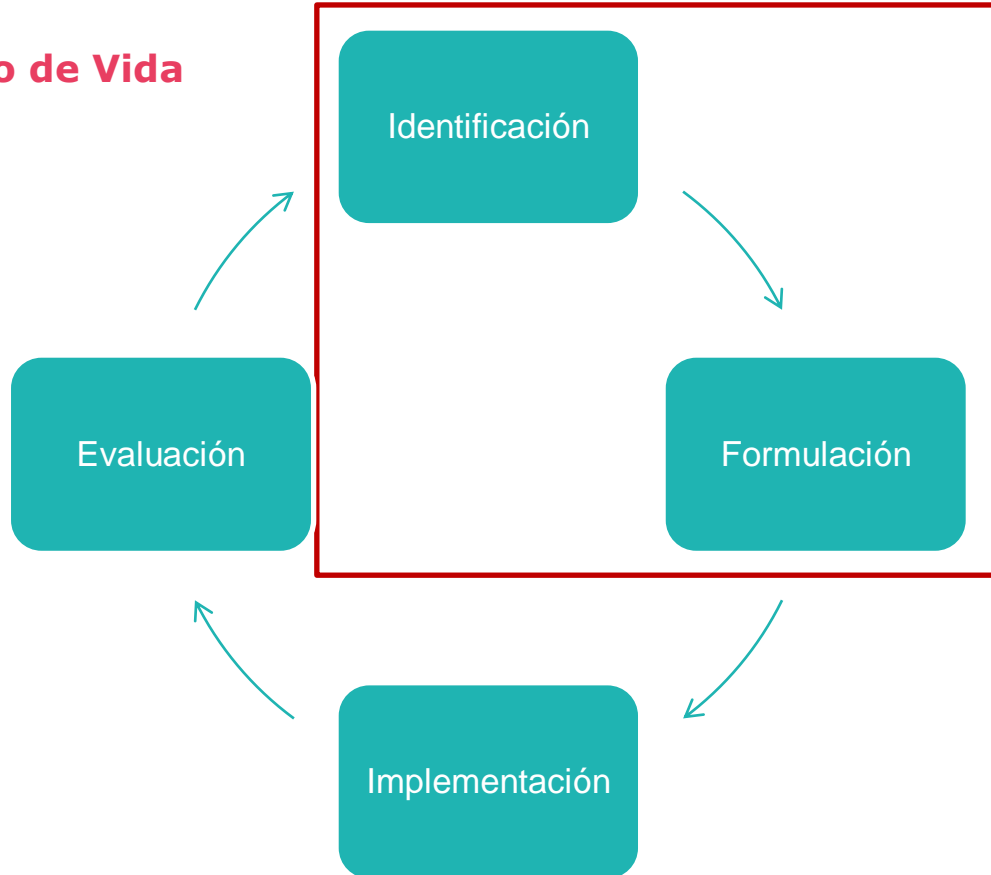 o de Vida
Identificación
Evaluación
Formulación
Implementación